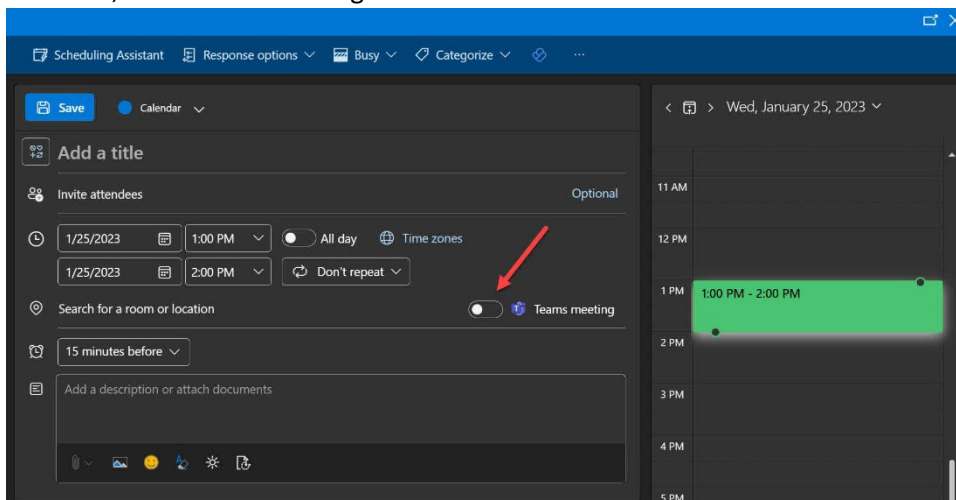 Scheduling Assistant Response options Busy Categorize ...
Save Calendar
Add a title
Invite attendees Optional
1/25/2023 1:00 PM All day Time zones
1/25/2023 2:00 PM Don't repeat
Search for a room or location Teams meeting
15 minutes before
Add a description or attach documents
Wed, January 25, 2023
11 AM
12 PM
1 PM 1:00 PM - 2:00 PM
2 PM
3 PM
4 PM
5 PM